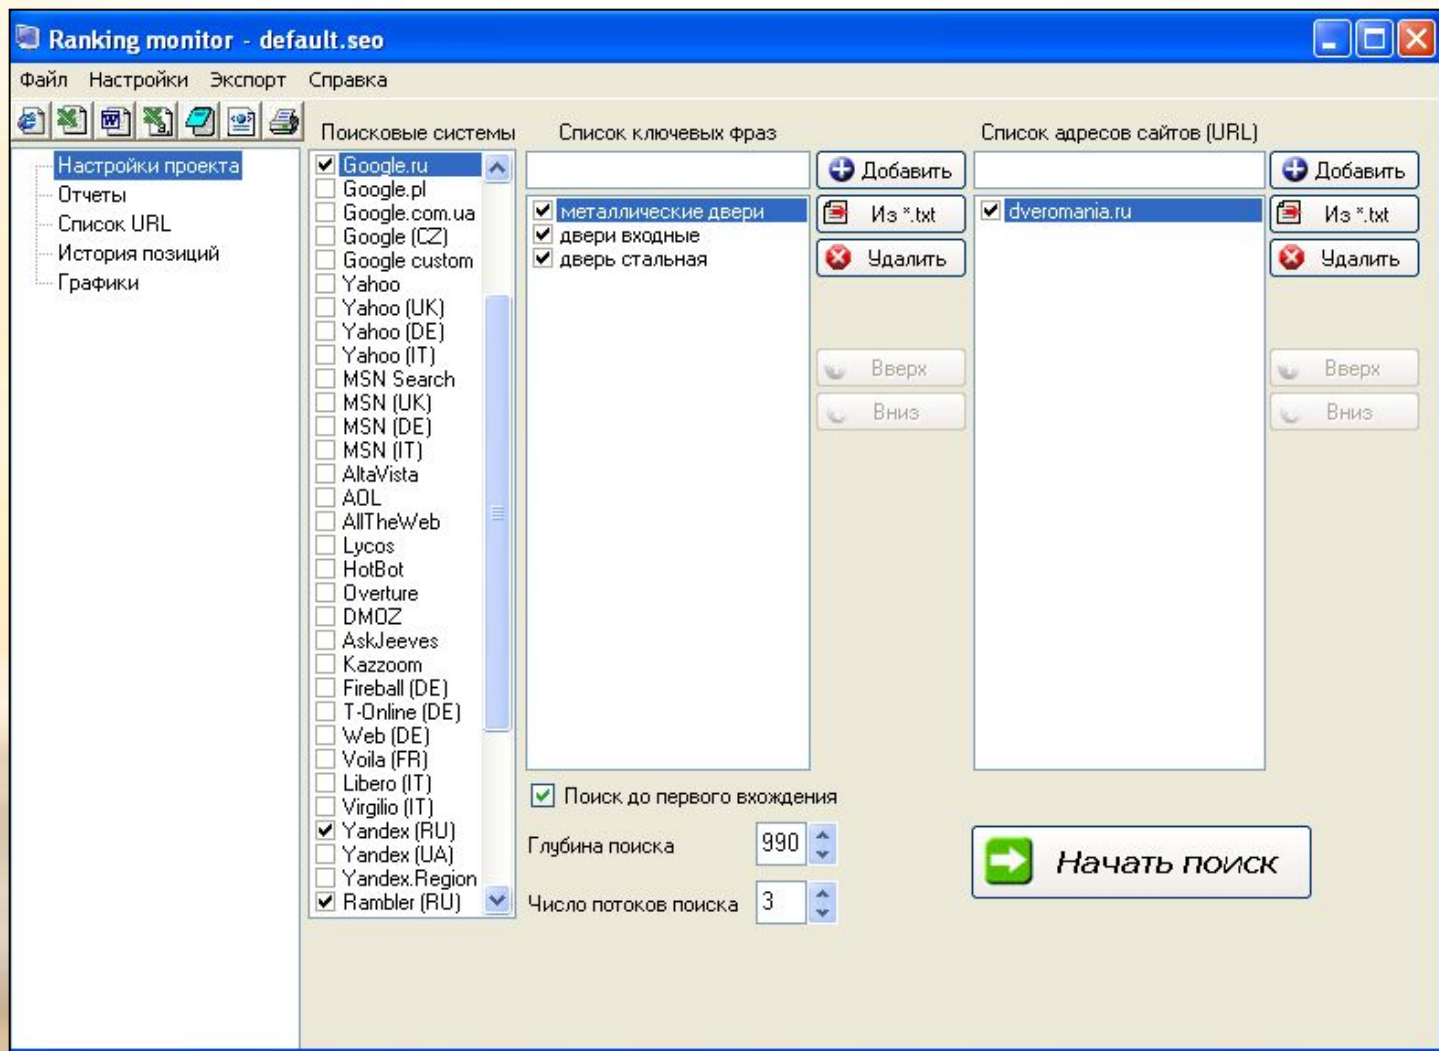 Ranking monitor - default.seo
Файл Настройки Экспорт Справка
Поисковые системы
Список ключевых фраз
Список адресов сайтов (URL)
Настройки проекта
Отчеты
Список URL
История позиций
Графики
Google.ru
Google.pl
Google.com.ua
Google (CZ)
Google custom
Yahoo
Yahoo (UK)
Yahoo (DE)
Yahoo (IT)
MSN Search
MSN (UK)
MSN (DE)
MSN (IT)
AltaVista
AOL
AllTheWeb
Lycos
HotBot
Overture
DMOZ
AskJeeves
Kazzoom
Fireball (DE)
T-Online (DE)
Web (DE)
Voila (FR)
Libero (IT)
Virgilio (IT)
Yandex (RU)
Yandex (UA)
Yandex.Region
Rambler (RU)
металлические двери
двери входные
дверь стальная
Добавить
Из *.txt
Удалить
Вверх
Вниз
dveromania.ru
Добавить
Из *.txt
Удалить
Вверх
Вниз
Поиск до первого вхождения
Глубина поиска 990
Число потоков поиска 3
Начать поиск